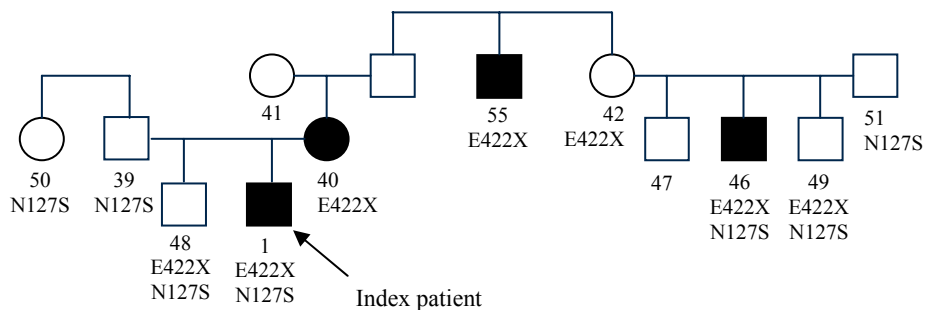 41
55
E422X
42
E422X
51
N127S
50
N127S
39
N127S
40
E422X
47
46
E422X
N127S
49
E422X
N127S
48
E422X
N127S
1
E422X
N127S
Index patient